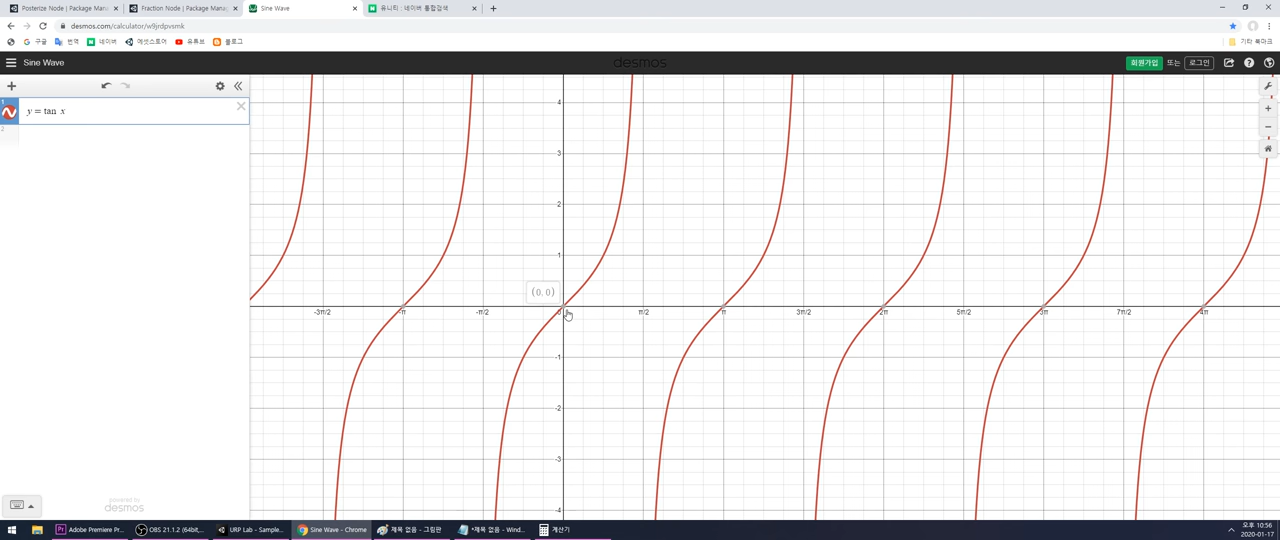 Posterize Node | Package Mana
Fraction Node | Package Manag
Sine Wave
유니티 : 네이버 통합검색
desmos.com/calculator/w9jrdpvsmk
구글
번역
네이버
에셋스토어
유튜브
블로그
기타 북마크
Sine Wave
desmos
회원가입 또는 로그인
1
y = tan x
2
4
3
2
1
(0, 0)
-3π/2 -π -π/2 0 π/2 π 3π/2 2π 5π/2 3π 7π/2 4π
-1
-2
-3
-4
powered by
desmos
Adobe Premiere Pr...
OBS 21.1.2 (64bit,...
URP Lab - Sample...
Sine Wave - Chrome
제목 없음 - 그림판
*제목 없음 - Wind...
계산기
오후 10:56
2020-01-17